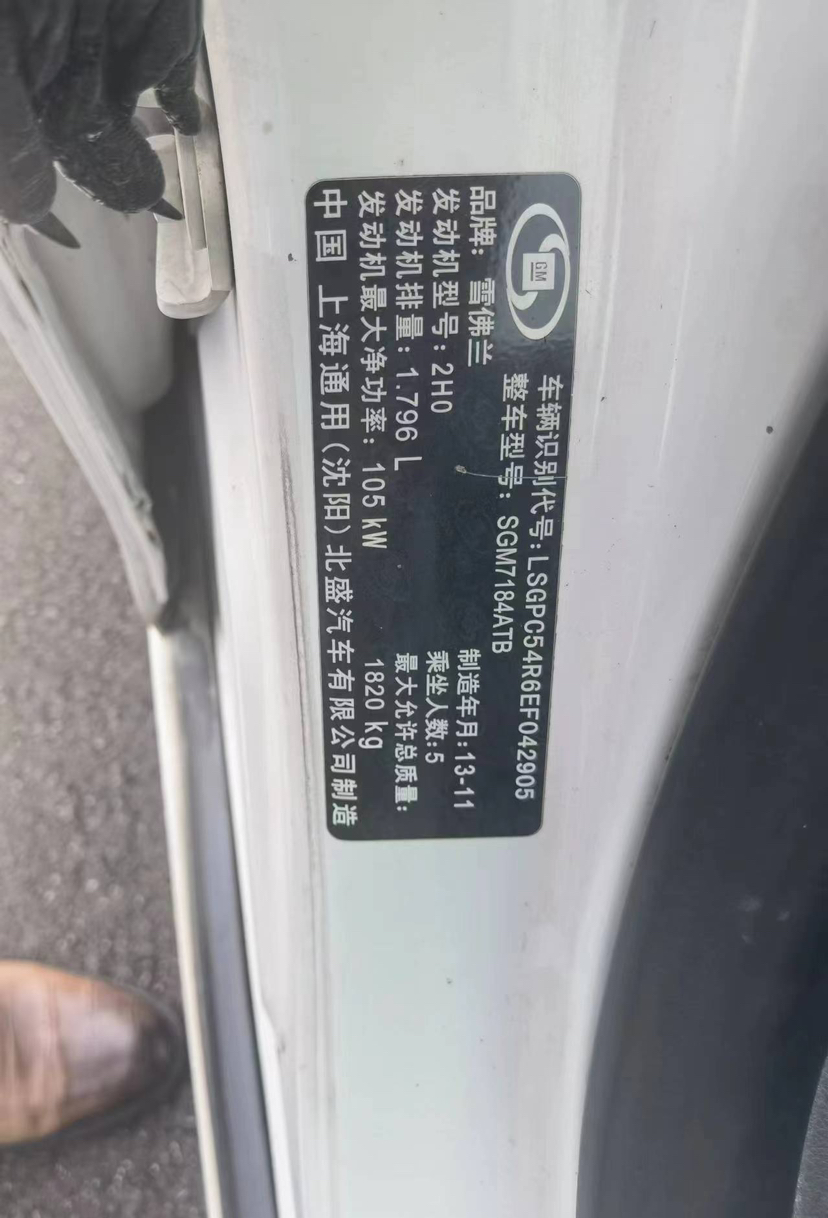 GM
车辆识别代号:LSGPC54R6EF042905
整车型号: SGM7184ATB
品牌: 雪佛兰
制造年月:13-11
发动机型号: 2H0
乘坐人数:5
发动机排量: 1.796 L
最大允许总质量:
发动机最大净功率: 105 kW
1820 kg
中国 上海通用(沈阳)北盛汽车有限公司制造